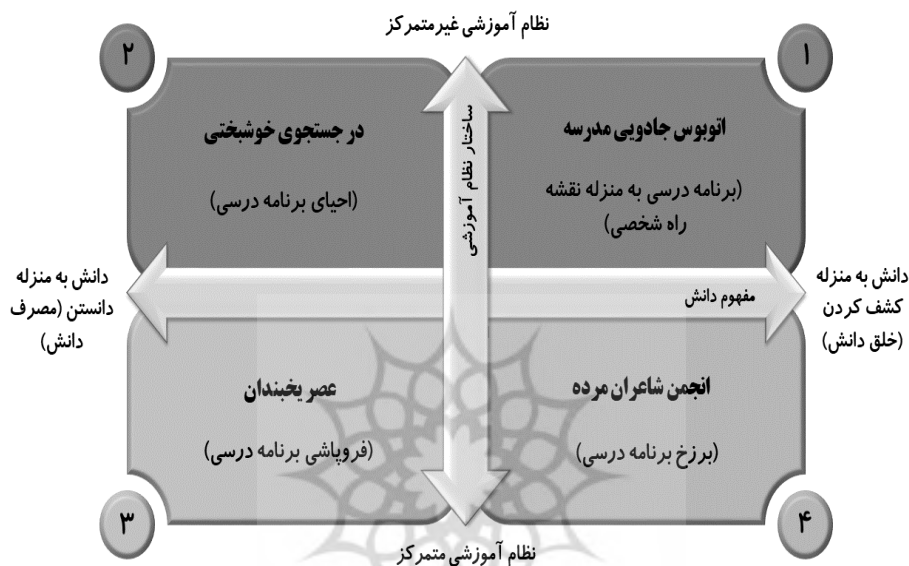 نظام آموزشی غیرمتمرکز
۱
اتوبوس جادویی مدرسه
(برنامه درسی به منزله نقشه
راه شخصی)
۲
در جستجوی خوشبختی
(احیای برنامه درسی)
ساختار نظام آموزشی
دانش به منزله
کشف کردن
(خلق دانش)
مفهوم دانش
دانش به منزله
دانستن (مصرف
دانش)
انجمن شاعران مرده
(برزخ برنامه درسی)
۴
عصر یخبندان
(فروپاشی برنامه درسی)
۳
نظام آموزشی متمرکز